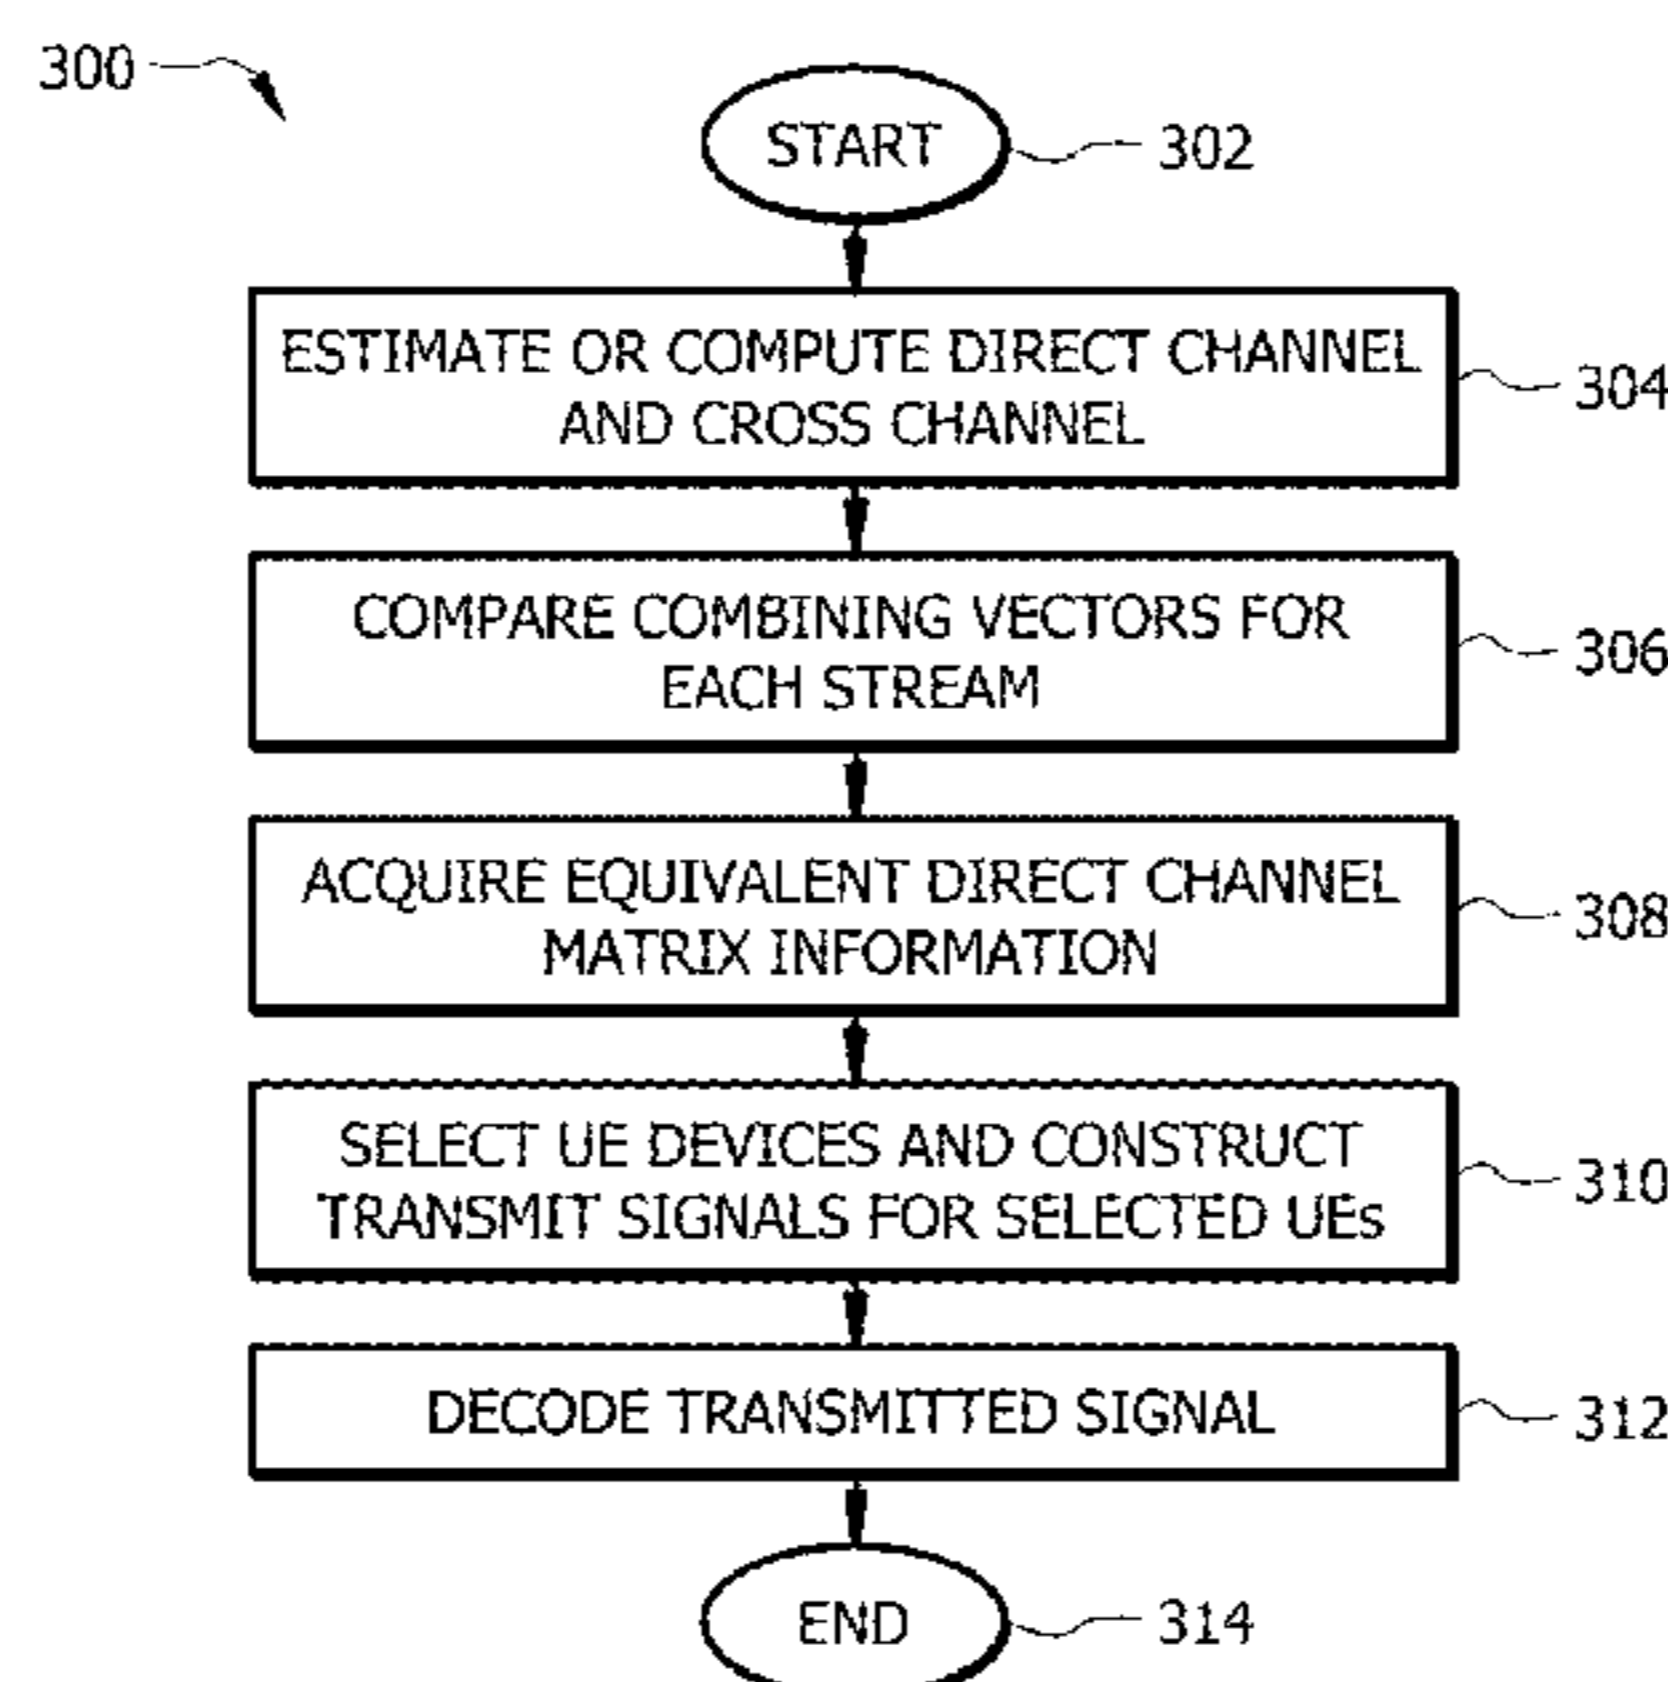 300
START
302
ESTIMATE OR COMPUTE DIRECT CHANNEL
AND CROSS CHANNEL
304
COMPARE COMBINING VECTORS FOR
EACH STREAM
306
ACQUIRE EQUIVALENT DIRECT CHANNEL
MATRIX INFORMATION
308
SELECT UE DEVICES AND CONSTRUCT
TRANSMIT SIGNALS FOR SELECTED UEs
310
DECODE TRANSMITTED SIGNAL
312
END
314